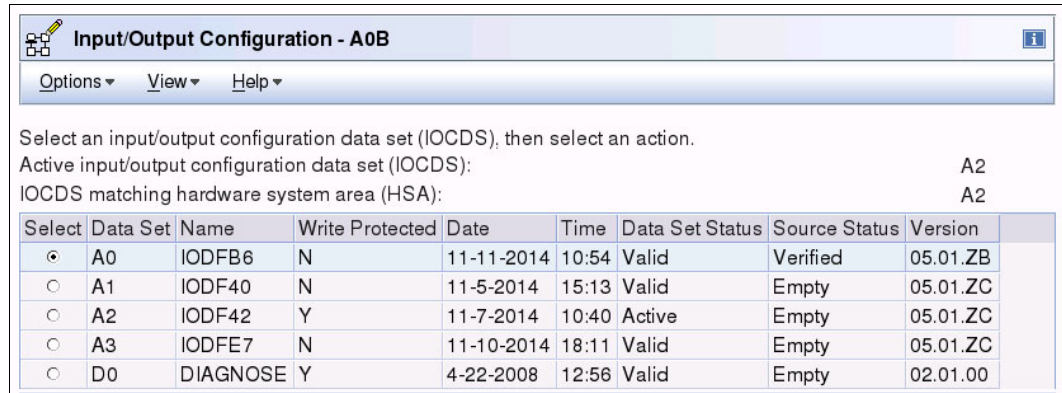 Input/Output Configuration - A0B
i
Options View Help
Select an input/output configuration data set (IOCDS), then select an action.
Active input/output configuration data set (IOCDS): A2
IOCDS matching hardware system area (HSA): A2
Select Data Set Name Write Protected Date Time Data Set Status Source Status Version
A0 IODFB6 N 11-11-2014 10:54 Valid Verified 05.01.ZB
A1 IODF40 N 11-5-2014 15:13 Valid Empty 05.01.ZC
A2 IODF42 Y 11-7-2014 10:40 Active Empty 05.01.ZC
A3 IODFE7 N 11-10-2014 18:11 Valid Empty 05.01.ZC
D0 DIAGNOSE Y 4-22-2008 12:56 Valid Empty 02.01.00